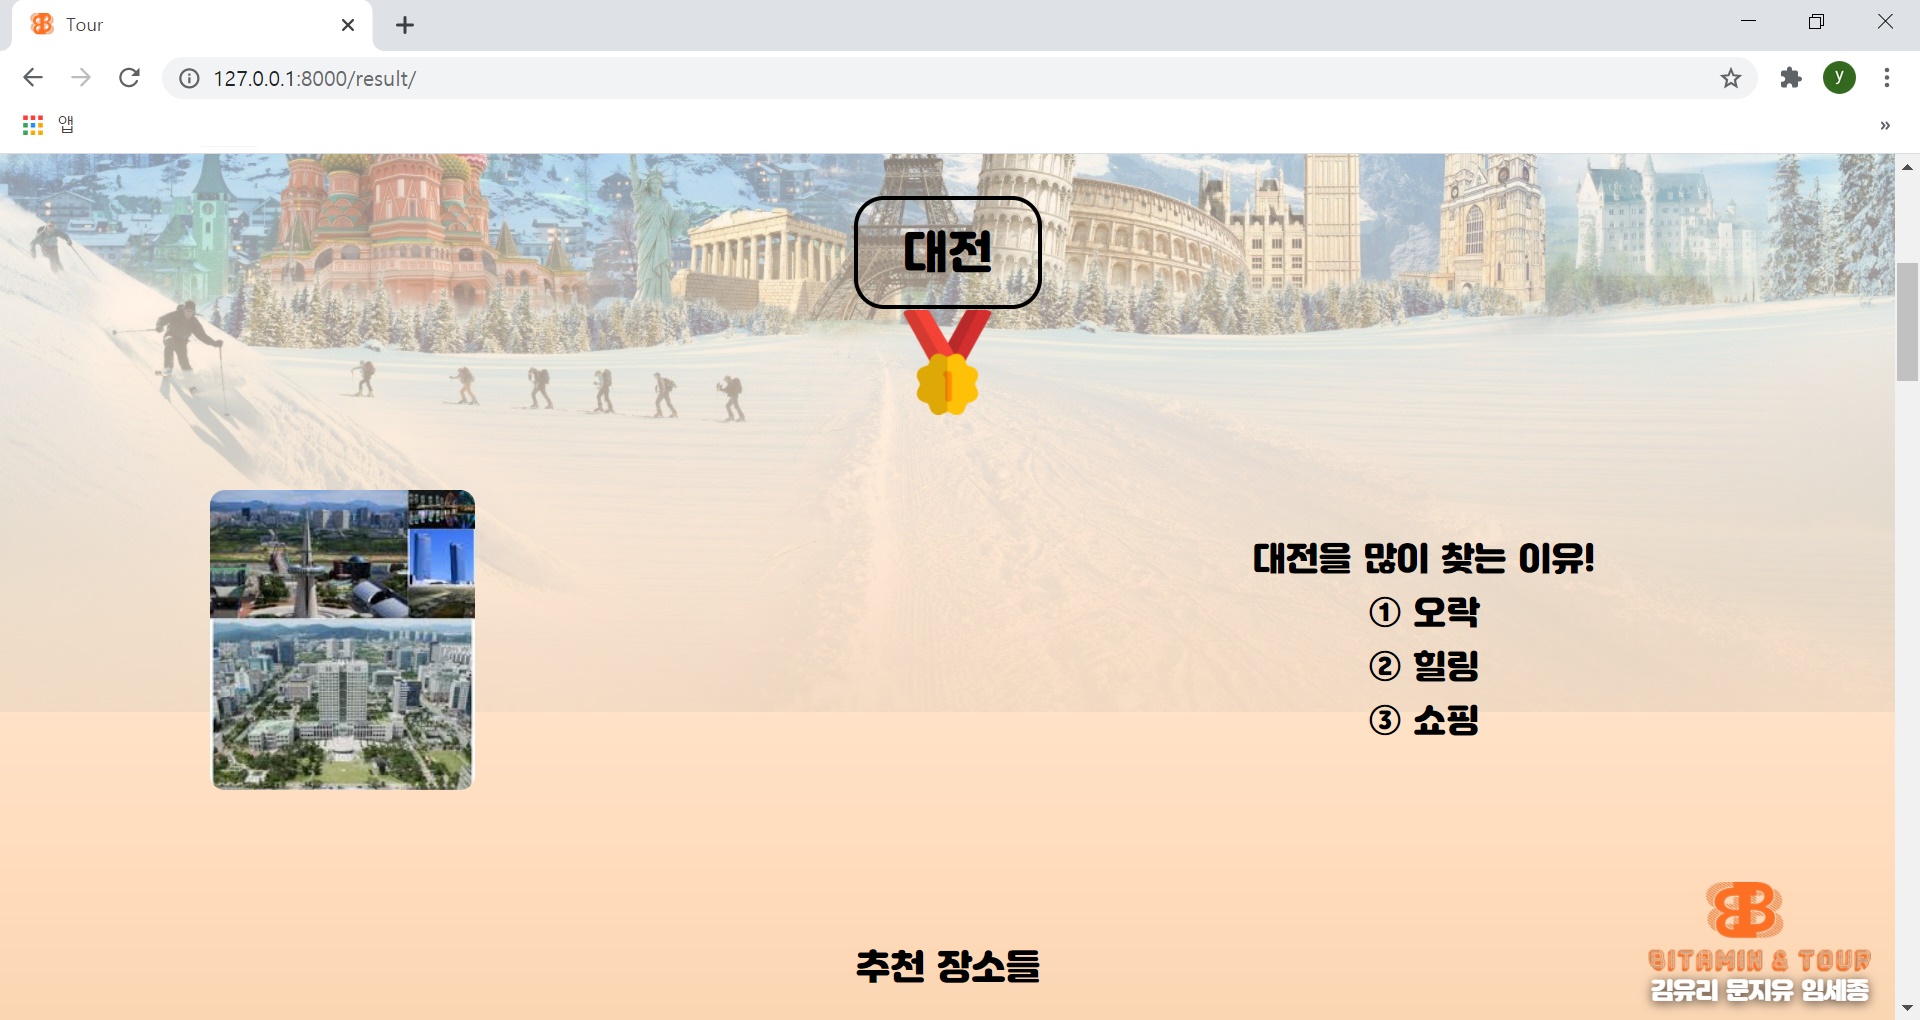 Tour
127.0.0.1:8000/result/
y
앱
»
대전
1
대전을 많이 찾는 이유!
① 오락
② 힐링
③ 쇼핑
추천 장소들
BITAMIN & TOUR
김유리 문지유 임세종